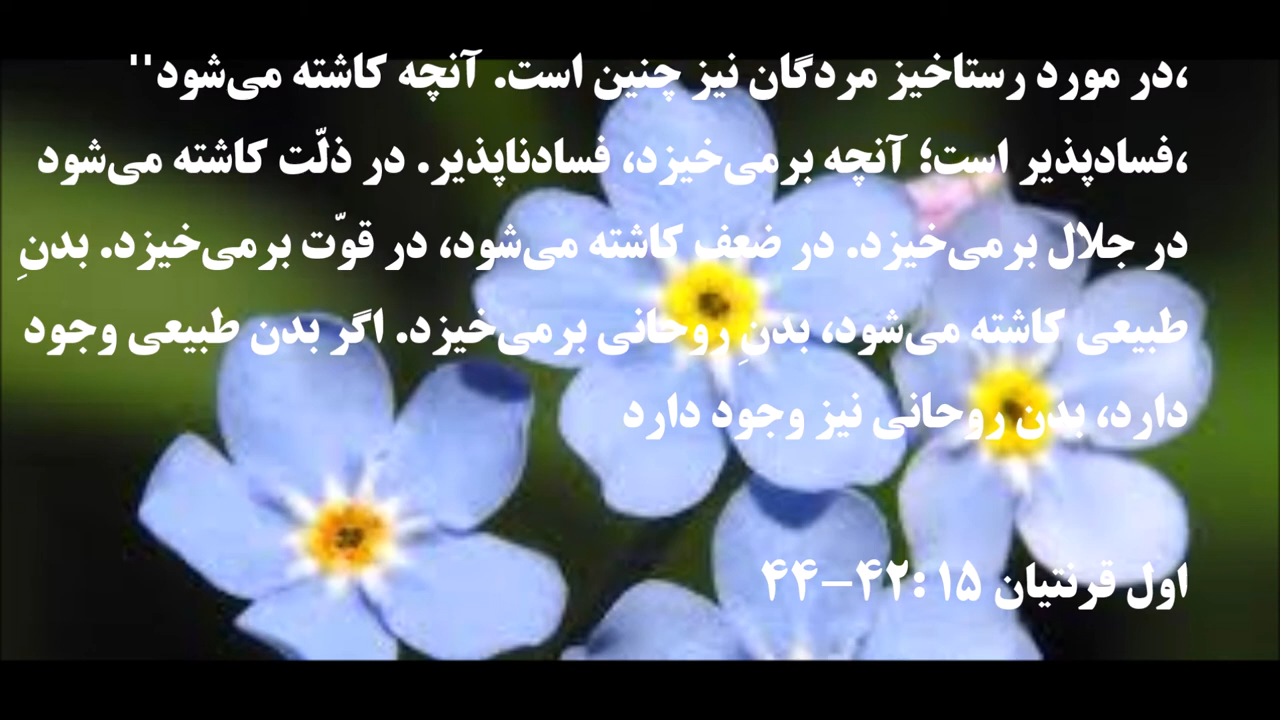 ،در مورد رستاخیز مردگان نیز چنین است. آنچه کاشته می‌شود''
،فسادپذیر است؛ آنچه برمی‌خیزد، فسادناپذیر. در ذلّت کاشته می‌شود
در جلال برمی‌خیزد. در ضعف کاشته می‌شود، در قوّت برمی‌خیزد. بدنِ
طبیعی کاشته می‌شود، بدنِ روحانی برمی‌خیزد. اگر بدن طبیعی وجود
دارد، بدن روحانی نیز وجود دارد
اول قرنتیان ۱۵ :۴۲-۴۴